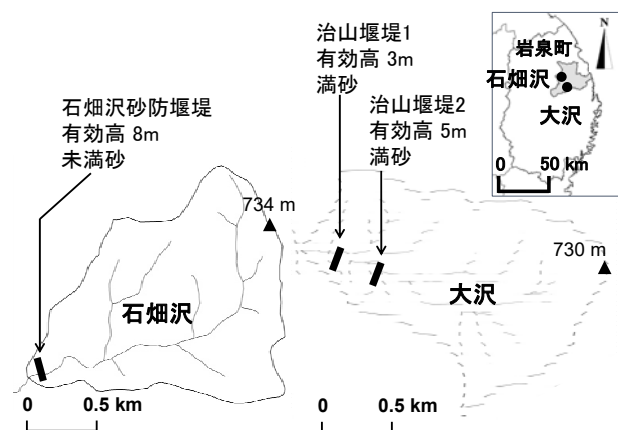 治山堰堤1
有効高 3m
満砂
治山堰堤2
有効高 5m
満砂
石畑沢砂防堰堤
有効高 8m
未満砂
N
岩泉町
石畑沢
大沢
0 50 km
734 m
730 m
石畑沢
大沢
0 0.5 km
0 0.5 km